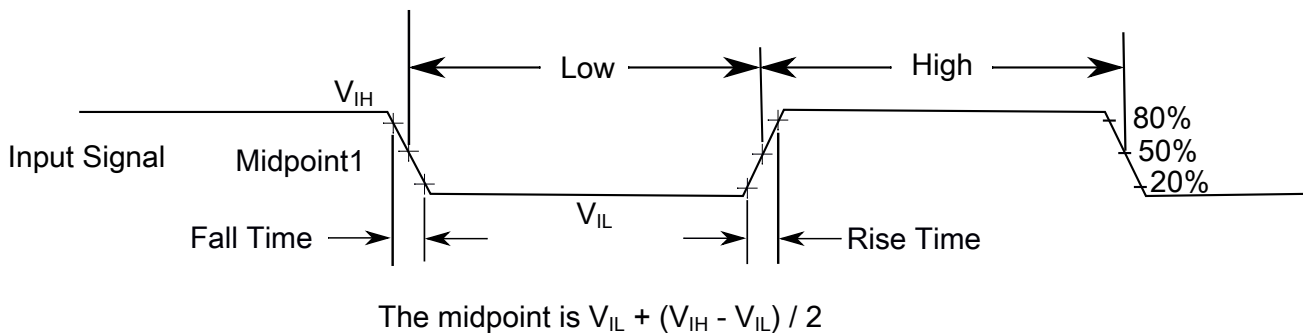 Low
High
V_IH
80%
Input Signal
Midpoint1
50%
20%
V_IL
Fall Time
Rise Time
The midpoint is V_IL + (V_IH - V_IL) / 2